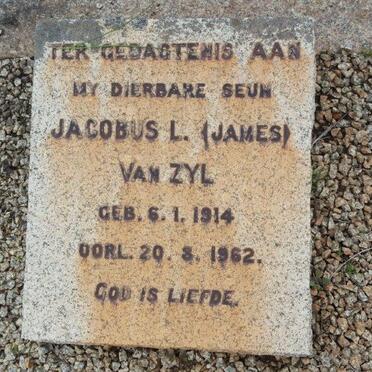 TER GEDAGTENIS AAN
MY DIERBARE SEUN
JACOBUS L. (JAMES)
VAN ZYL
GEB. 6. 1. 1914
OORL. 20. 8. 1962.
GOD IS LIEFDE.